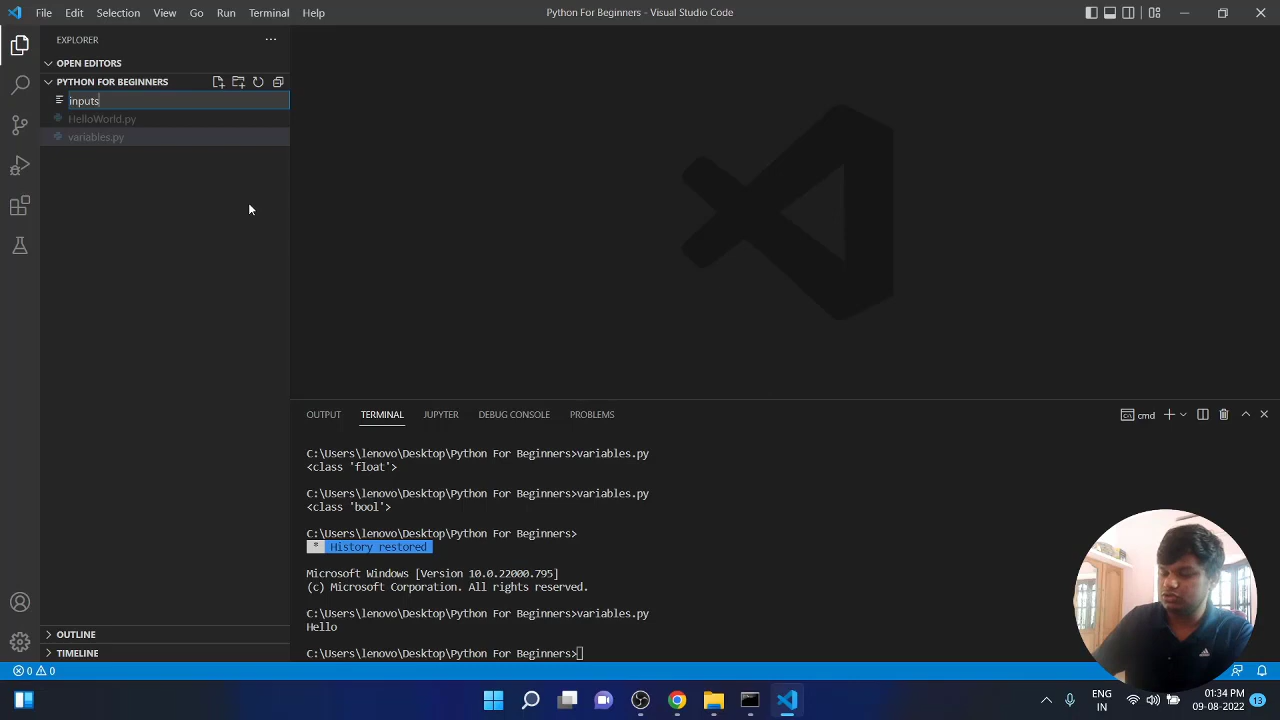 File Edit Selection View Go Run Terminal Help
Python For Beginners - Visual Studio Code
EXPLORER
OPEN EDITORS
PYTHON FOR BEGINNERS
inputs
HelloWorld.py
variables.py
OUTPUT TERMINAL JUPYTER DEBUG CONSOLE PROBLEMS
cmd
C:\Users\lenovo\Desktop\Python For Beginners>variables.py
<class 'float'>
C:\Users\lenovo\Desktop\Python For Beginners>variables.py
<class 'bool'>
C:\Users\lenovo\Desktop\Python For Beginners>
* History restored
Microsoft Windows [Version 10.0.22000.795]
(c) Microsoft Corporation. All rights reserved.
C:\Users\lenovo\Desktop\Python For Beginners>variables.py
Hello
C:\Users\lenovo\Desktop\Python For Beginners>
OUTLINE
TIMELINE
0 0
ENG
IN
01:34 PM
09-08-2022
13